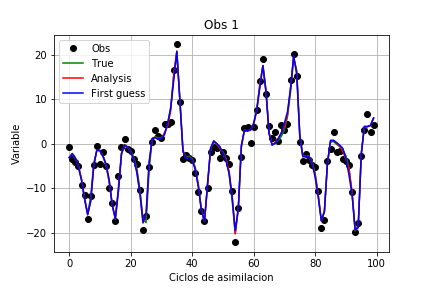 Obs 1
Obs
True
Analysis
First guess
Variable
20
10
0
−10
−20
0
20
40
60
80
100
Ciclos de asimilacion